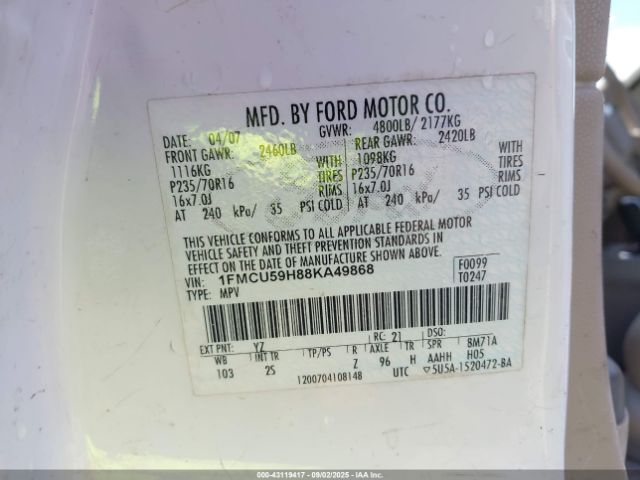 MFD. BY FORD MOTOR CO.
DATE: 04/07 GVWR: 4800LB/ 2177KG
FRONT GAWR: 2460LB REAR GAWR: 2420LB
1116KG WITH 1098KG WITH
P235/70R16 TIRES P235/70R16 TIRES
16x7.0J RIMS 16x7.0J RIMS
AT 240 kPa/ 35 PSI COLD AT 240 kPa/ 35 PSI COLD
THIS VEHICLE CONFORMS TO ALL APPLICABLE FEDERAL MOTOR
VEHICLE SAFETY AND THEFT PREVENTION STANDARDS IN
EFFECT ON THE DATE OF MANUFACTURE SHOWN ABOVE.
VIN: 1FMCU59H88KA49868 F0099
TYPE: MPV T0247
EXT PNT: YZ RC: 21 DSO:
WB INT TR TP/PS R AXLE TR SPR BM71A
103 2S Z 96 H AAHH H05
1200704108148 UTC ▽5U5A-1520472-BA
©-43119417 - 09/02/2025 - IAAI.COM